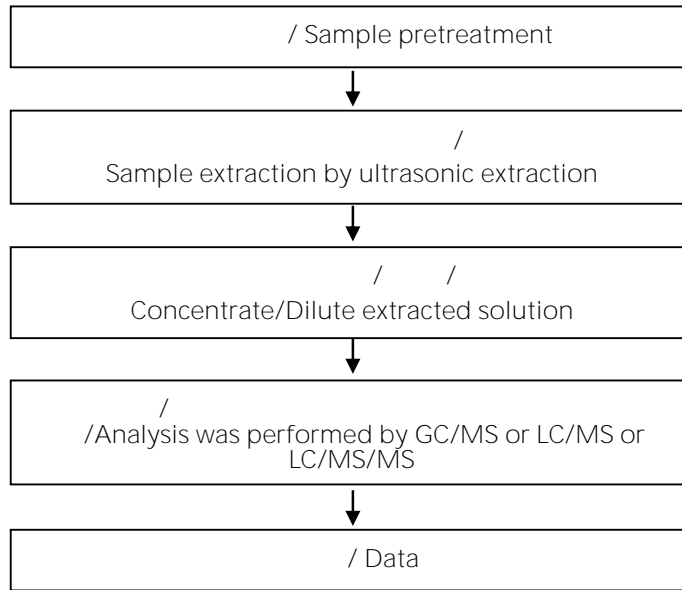 / Sample pretreatment
/
Sample extraction by ultrasonic extraction
/ /
Concentrate/Dilute extracted solution
/
/Analysis was performed by GC/MS or LC/MS or
LC/MS/MS
/ Data